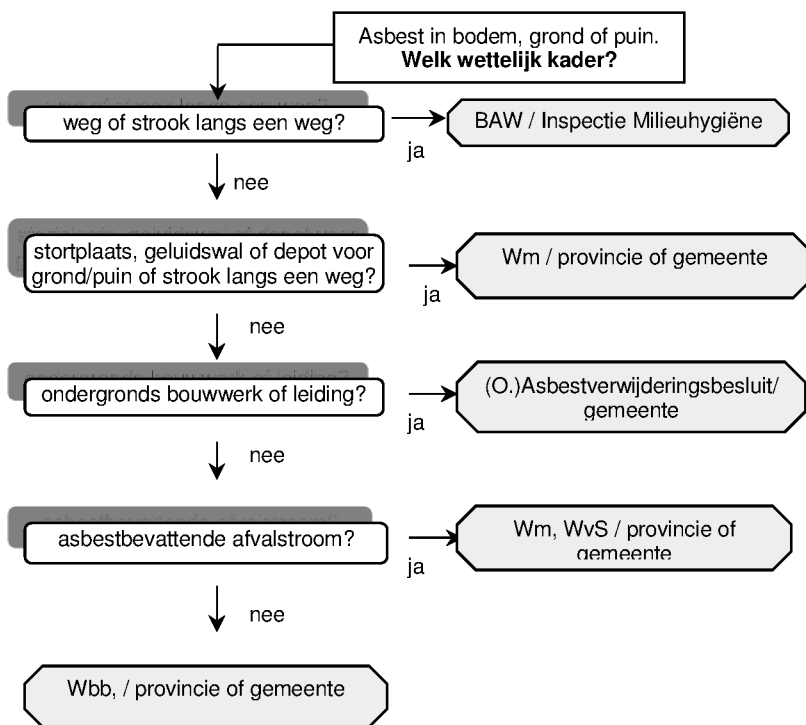 Asbest in bodem, grond of puin.
Welk wettelijk kader?
weg of strook langs een weg?
ja
BAW / Inspectie Milieuhygiëne
nee
stortplaats, geluidswal of depot voor
grond/puin of strook langs een weg?
ja
Wm / provincie of gemeente
nee
ondergronds bouwwerk of leiding?
ja
(O.)Asbestverwijderingsbesluit/
gemeente
nee
asbestbevattende afvalstroom?
ja
Wm, WvS / provincie of
gemeente
nee
Wbb, / provincie of gemeente